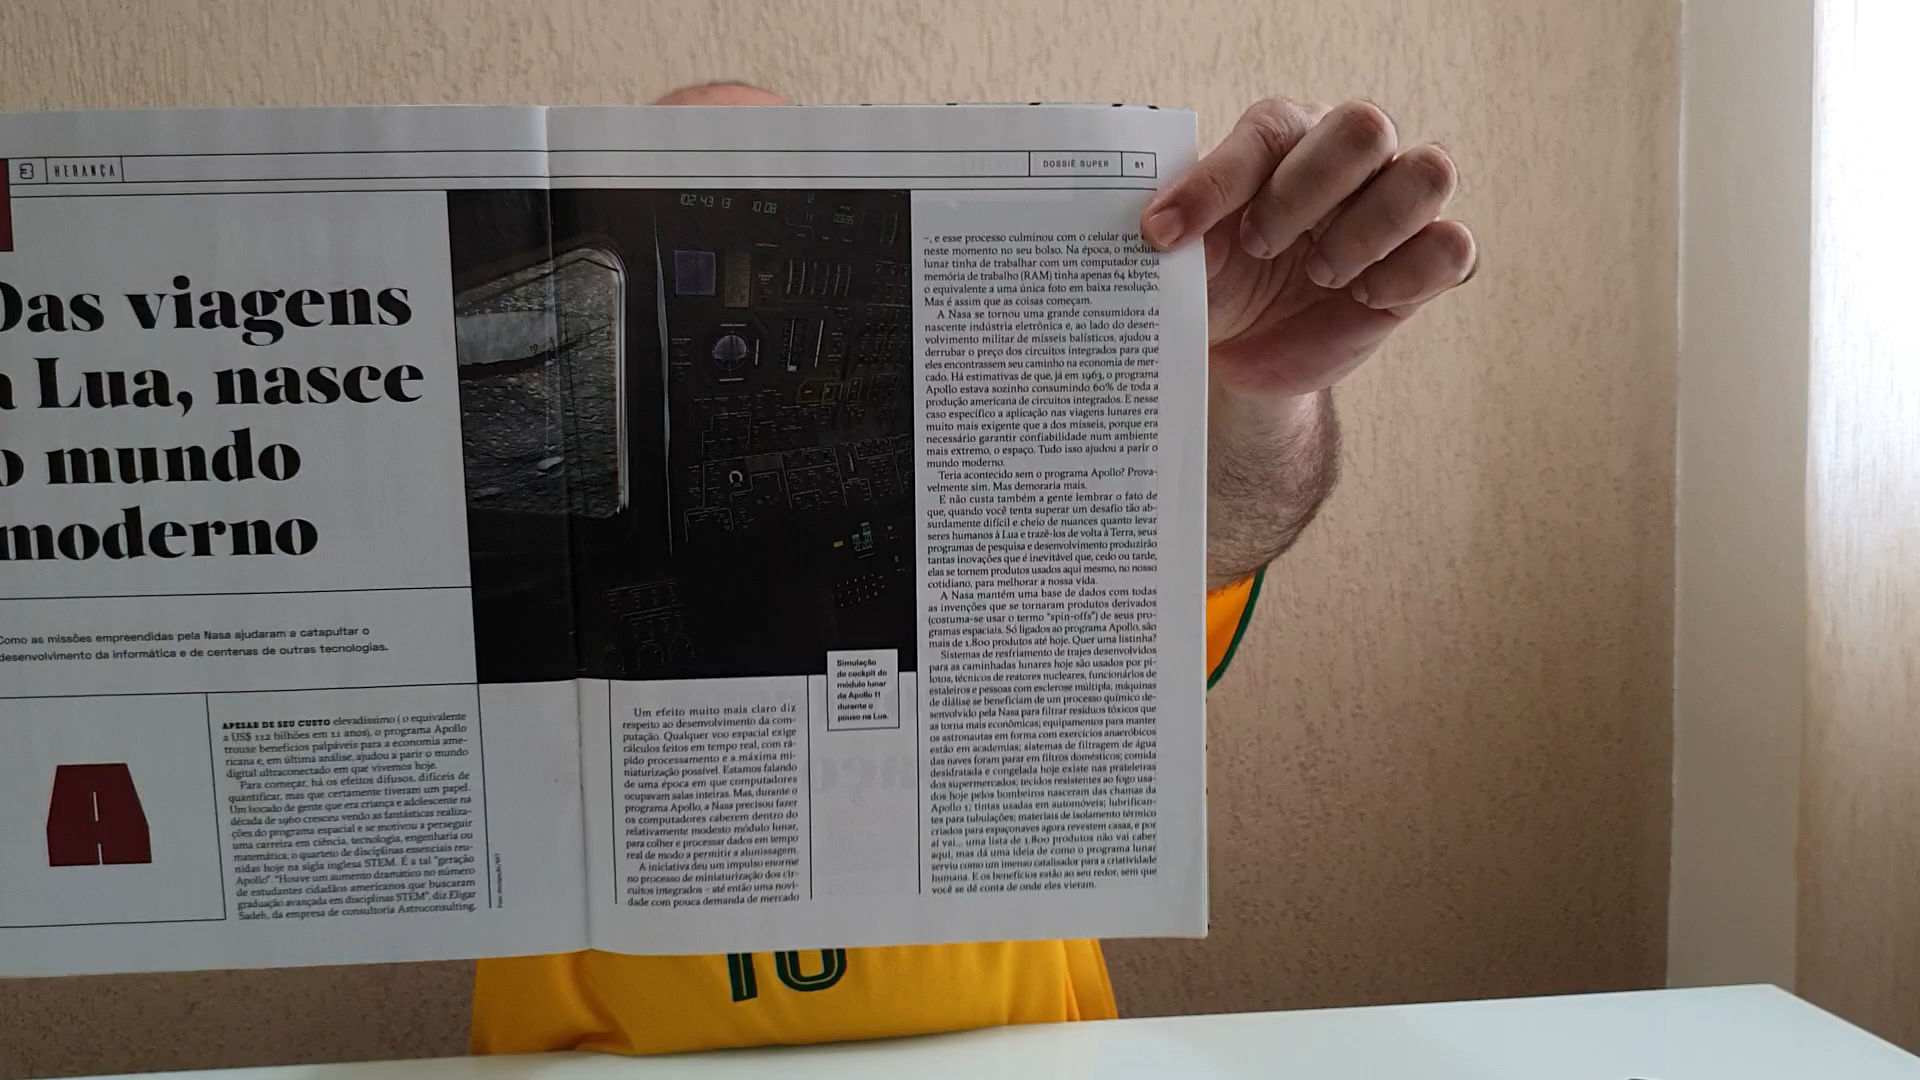 3 HERANÇA
DOSSIÊ SUPER 61
Das viagens
a Lua, nasce
o mundo
moderno
Como as missões empreendidas pela Nasa ajudaram a catapultar o
desenvolvimento da informática e de centenas de outras tecnologias.
APESAR DE SEU CUSTO elevadíssimo ( o equivalente
a US$ 112 bilhões em 11 anos), o programa Apollo
trouxe benefícios palpáveis para a economia ame-
ricana e, em última análise, ajudou a parir o mundo
digital ultraconectado em que vivemos hoje.
Para começar, há os efeitos difusos, difíceis de
quantificar, mas que certamente tiveram um papel.
Um bocado de gente que era criança e adolescente na
década de 1960 cresceu vendo as fantásticas realiza-
ções do programa espacial e se motivou a perseguir
uma carreira em ciência, tecnologia, engenharia ou
matemática, o quarteto de disciplinas essenciais reu-
nidas hoje na sigla inglesa STEM. É a tal "geração
Apollo". "Houve um aumento dramático no número
de estudantes cidadãos americanos que buscaram
graduação avançada em disciplinas STEM", diz Eligar
Sadeh, da empresa de consultoria Astroconsulting.
102 43 13 10 08
Simulação
do cockpit do
módulo lunar
da Apollo 11
durante o
pouso na Lua.
Um efeito muito mais claro diz
respeito ao desenvolvimento da com-
putação. Qualquer voo espacial exige
cálculos feitos em tempo real, com rá-
pido processamento e a máxima mi-
niaturização possível. Estamos falando
de uma época em que computadores
ocupavam salas inteiras. Mas, durante o
programa Apollo, a Nasa precisou fazer
os computadores caberem dentro do
relativamente modesto módulo lunar,
para colher e processar dados em tempo
real de modo a permitir a alunissagem.
A iniciativa deu um impulso enorme
no processo de miniaturização dos cir-
cuitos integrados – até então uma novi-
dade com pouca demanda de mercado
–, e esse processo culminou com o celular que
neste momento no seu bolso. Na época, o módulo
lunar tinha de trabalhar com um computador cuja
memória de trabalho (RAM) tinha apenas 64 kbytes,
o equivalente a uma única foto em baixa resolução.
Mas é assim que as coisas começam.
A Nasa se tornou uma grande consumidora da
nascente indústria eletrônica e, ao lado do desen-
volvimento militar de mísseis balísticos, ajudou a
derrubar o preço dos circuitos integrados para que
eles encontrassem seu caminho na economia de mer-
cado. Há estimativas de que, já em 1963, o programa
Apollo estava sozinho consumindo 60% de toda a
produção americana de circuitos integrados. E nesse
caso específico a aplicação nas viagens lunares era
muito mais exigente que a dos mísseis, porque era
necessário garantir confiabilidade num ambiente
mais extremo, o espaço. Tudo isso ajudou a parir o
mundo moderno.
Teria acontecido sem o programa Apollo? Prova-
velmente sim. Mas demoraria mais.
E não custa também a gente lembrar o fato de
que, quando você tenta superar um desafio tão ab-
surdamente difícil e cheio de nuances quanto levar
seres humanos à Lua e trazê-los de volta à Terra, seus
programas de pesquisa e desenvolvimento produzirão
tantas inovações que é inevitável que, cedo ou tarde,
elas se tornem produtos usados aqui mesmo, no nosso
cotidiano, para melhorar a nossa vida.
A Nasa mantém uma base de dados com todas
as invenções que se tornaram produtos derivados
(costuma-se usar o termo "spin-offs") de seus pro-
gramas espaciais. Só ligados ao programa Apollo, são
mais de 1.800 produtos até hoje. Quer uma listinha?
Sistemas de resfriamento de trajes desenvolvidos
para as caminhadas lunares hoje são usados por pi-
lotos, técnicos de reatores nucleares, funcionários de
estaleiros e pessoas com esclerose múltipla; máquinas
de diálise se beneficiam de um processo químico de-
senvolvido pela Nasa para filtrar resíduos tóxicos que
as torna mais econômicas; equipamentos para manter
os astronautas em forma com exercícios anaeróbicos
estão em academias; sistemas de filtragem de água
das naves foram parar em filtros domésticos; comida
desidratada e congelada hoje existe nas prateleiras
dos supermercados; tecidos resistentes ao fogo usa-
dos hoje pelos bombeiros nasceram das chamas da
Apollo 1; tintas usadas em automóveis; lubrifican-
tes para tubulações; materiais de isolamento térmico
criados para espaçonaves agora revestem casas, e por
aí vai... uma lista de 1.800 produtos não vai caber
aqui, mas dá uma ideia de como o programa lunar
serviu como um imenso catalisador para a criatividade
humana. E os benefícios estão ao seu redor, sem que
você se dê conta de onde eles vieram.
10